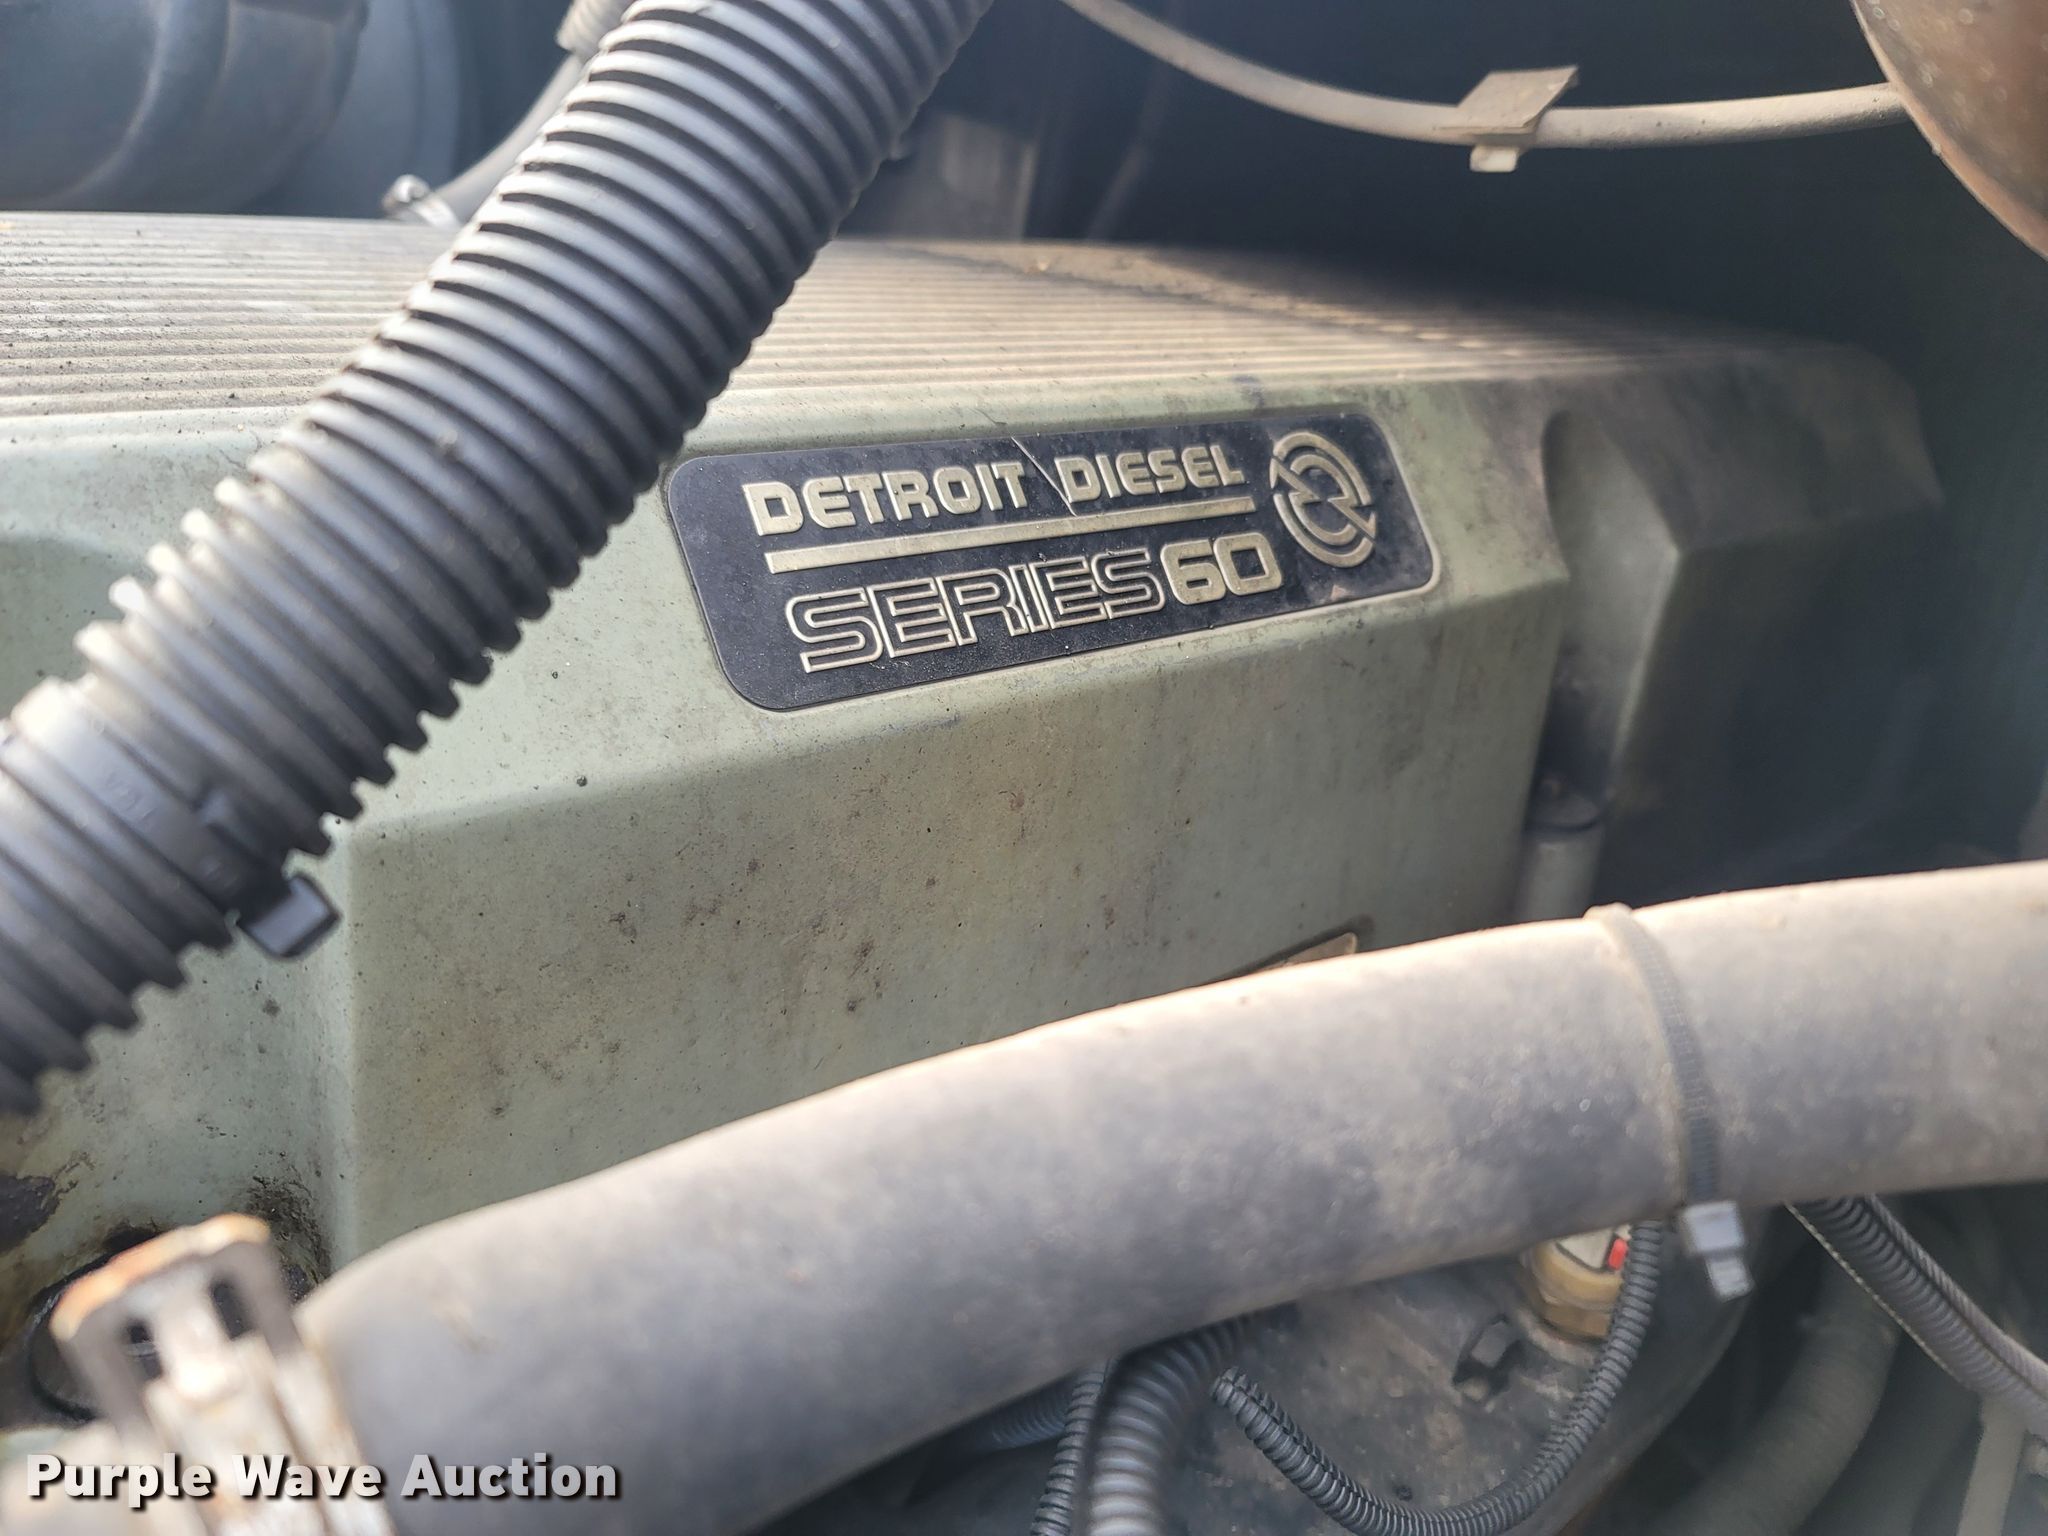 DETROIT DIESEL
SERIES 60
Purple Wave Auction